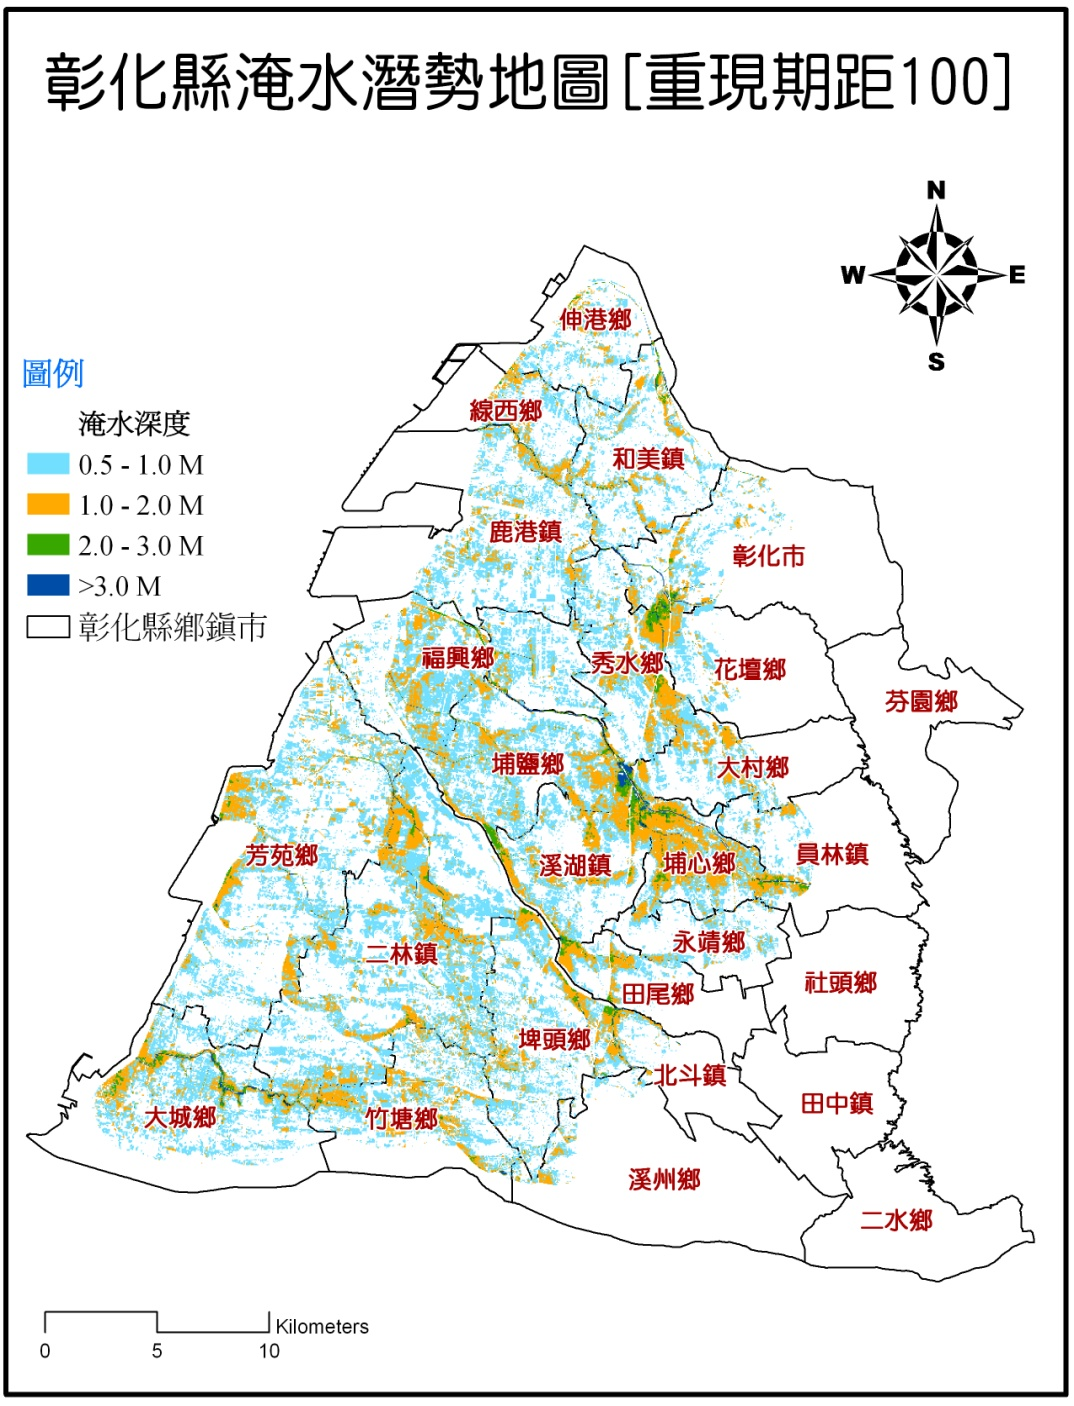 彰化縣淹水潛勢地圖[重現期距100]
N
W
E
S
圖例
淹水深度
0.5 - 1.0 M
1.0 - 2.0 M
2.0 - 3.0 M
>3.0 M
彰化縣鄉鎮市
伸港鄉
線西鄉
和美鎮
鹿港鎮
彰化市
福興鄉
秀水鄉
花壇鄉
芬園鄉
埔鹽鄉
大村鄉
芳苑鄉
溪湖鎮
埔心鄉
員林鎮
二林鎮
永靖鄉
社頭鄉
田尾鄉
埤頭鄉
北斗鎮
田中鎮
大城鄉
竹塘鄉
溪州鄉
二水鄉
Kilometers
0
5
10